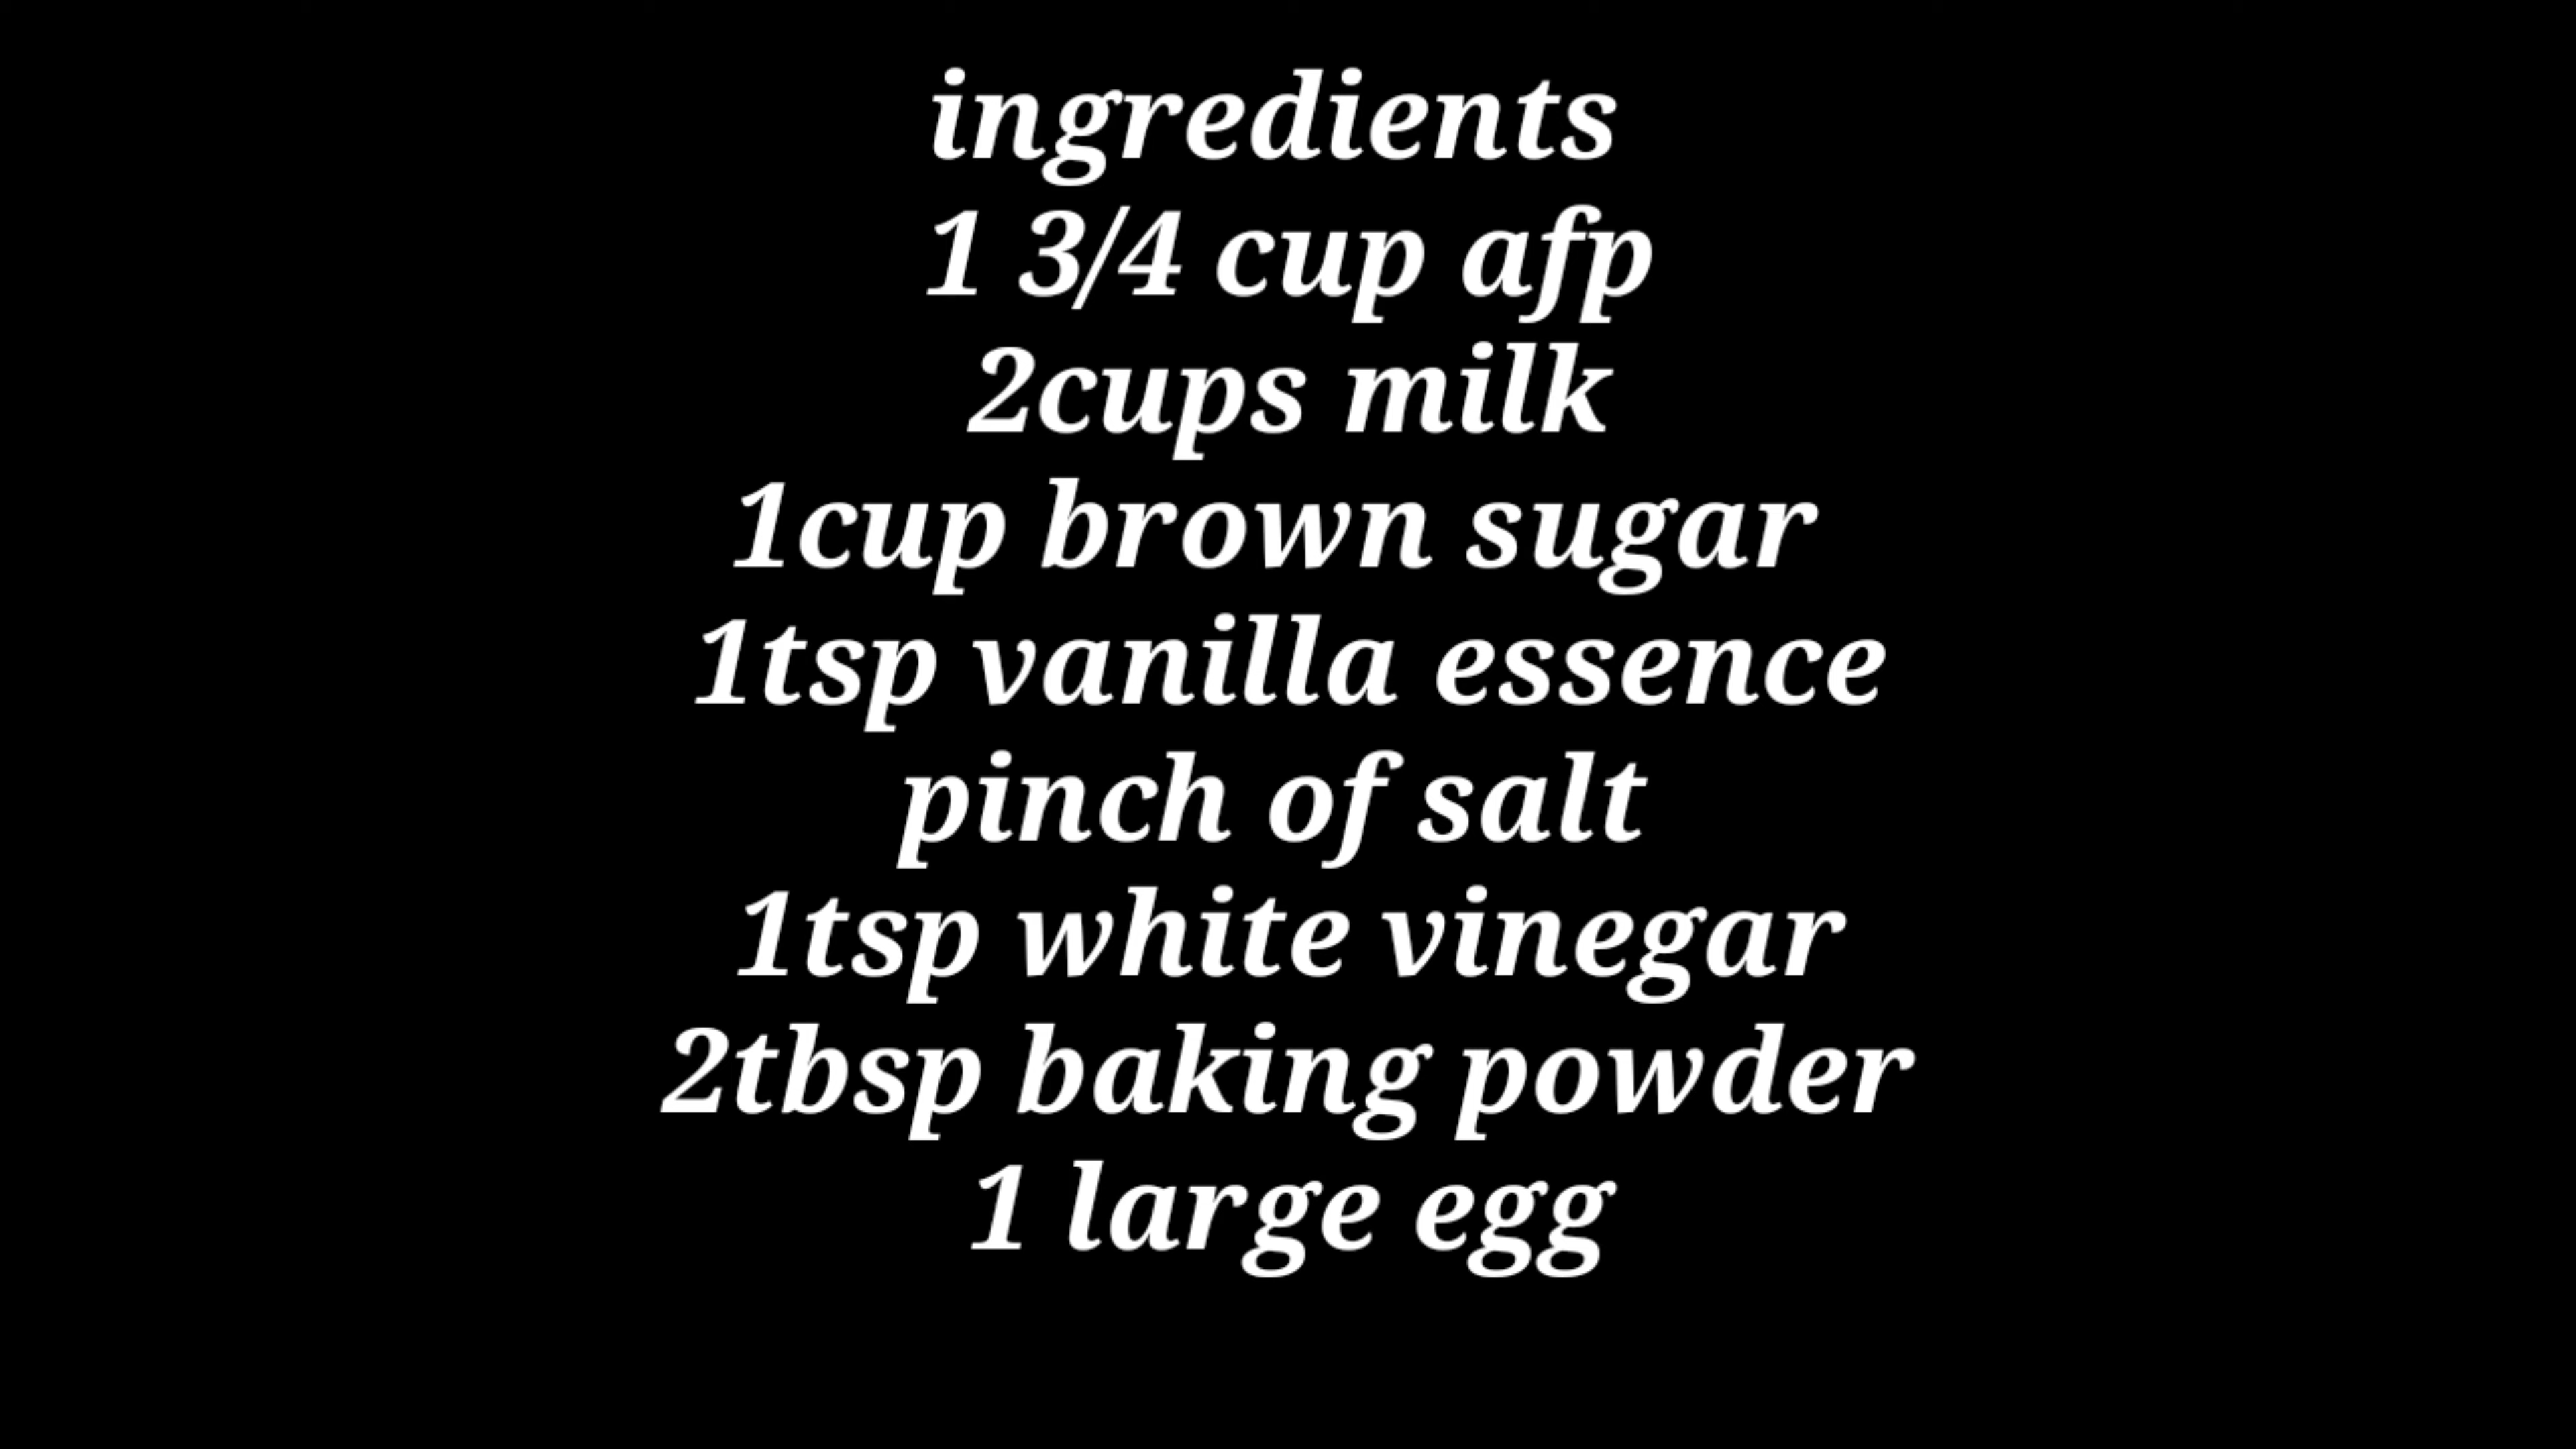 ingredients
1 3/4 cup afp
2cups milk
1cup brown sugar
1tsp vanilla essence
pinch of salt
1tsp white vinegar
2tbsp baking powder
1 large egg